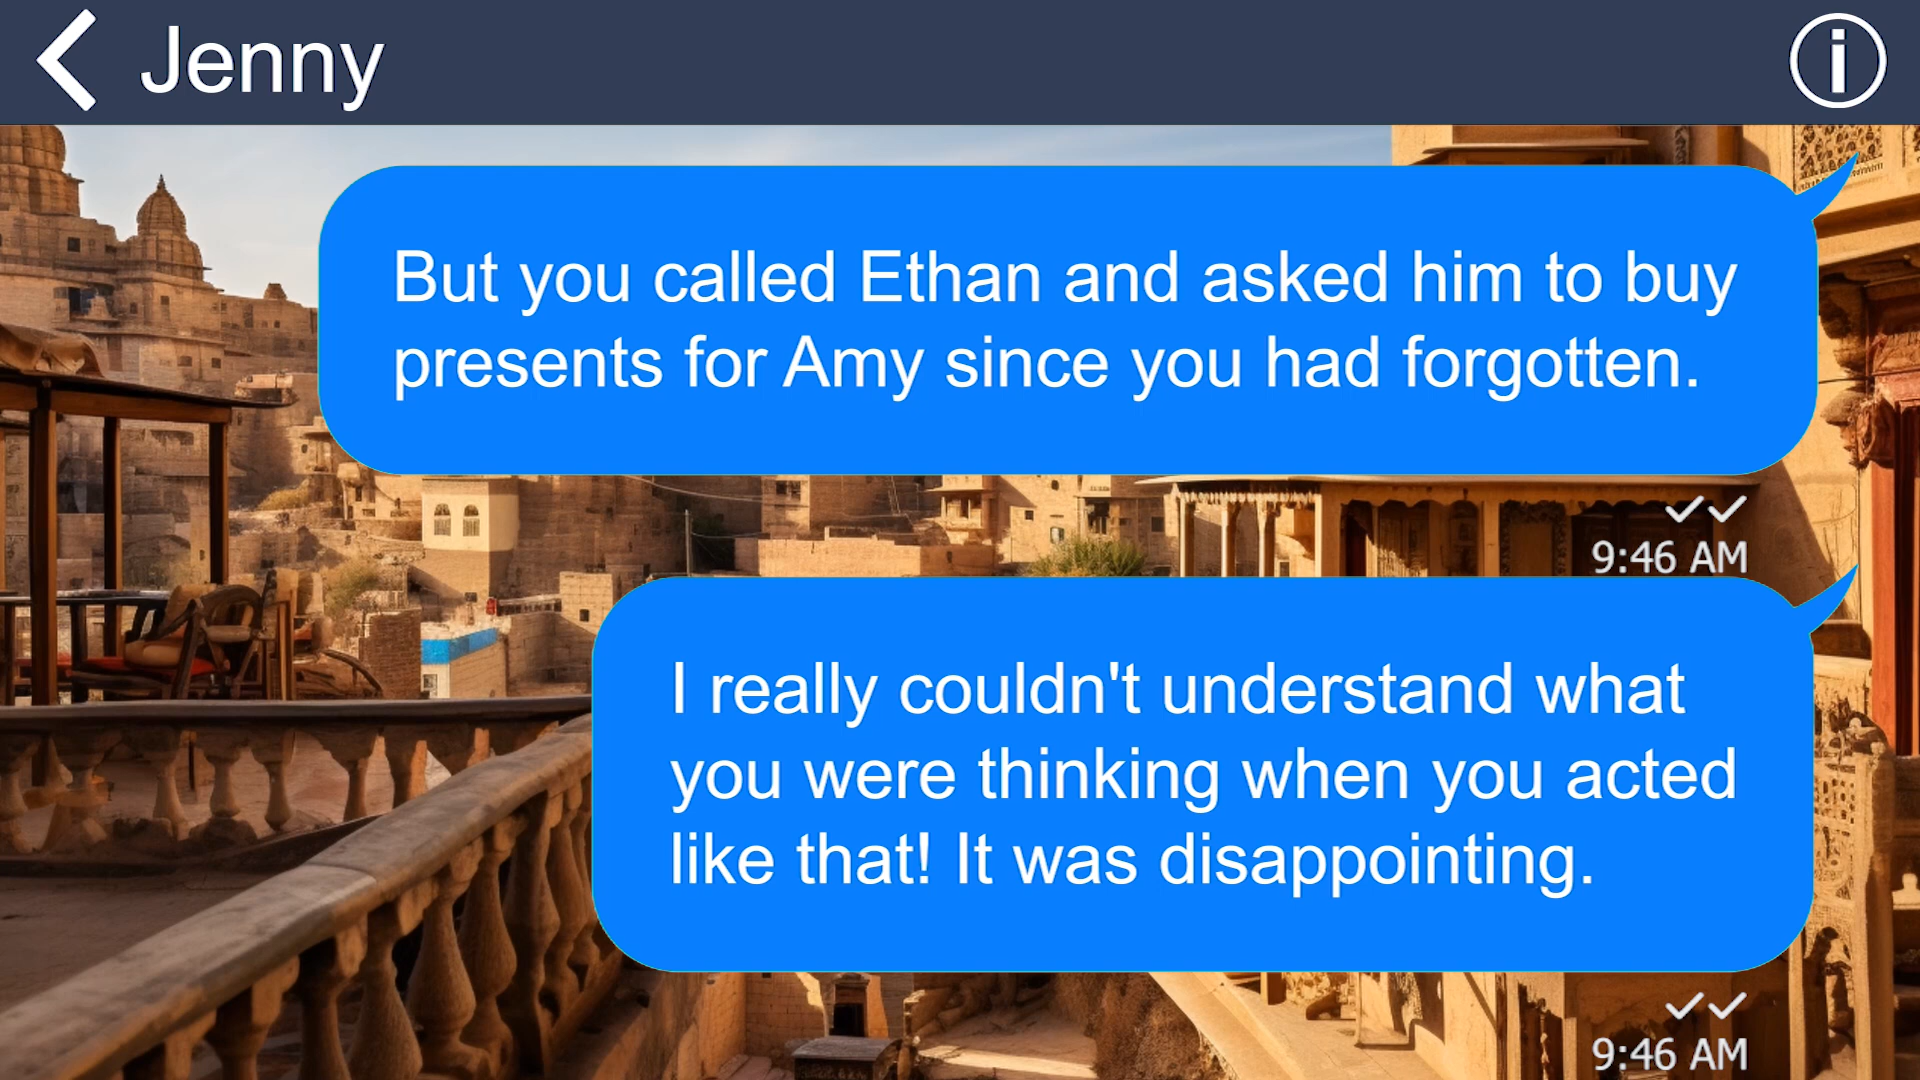 Jenny
But you called Ethan and asked him to buy
presents for Amy since you had forgotten.
9:46 AM
I really couldn't understand what
you were thinking when you acted
like that! It was disappointing.
9:46 AM